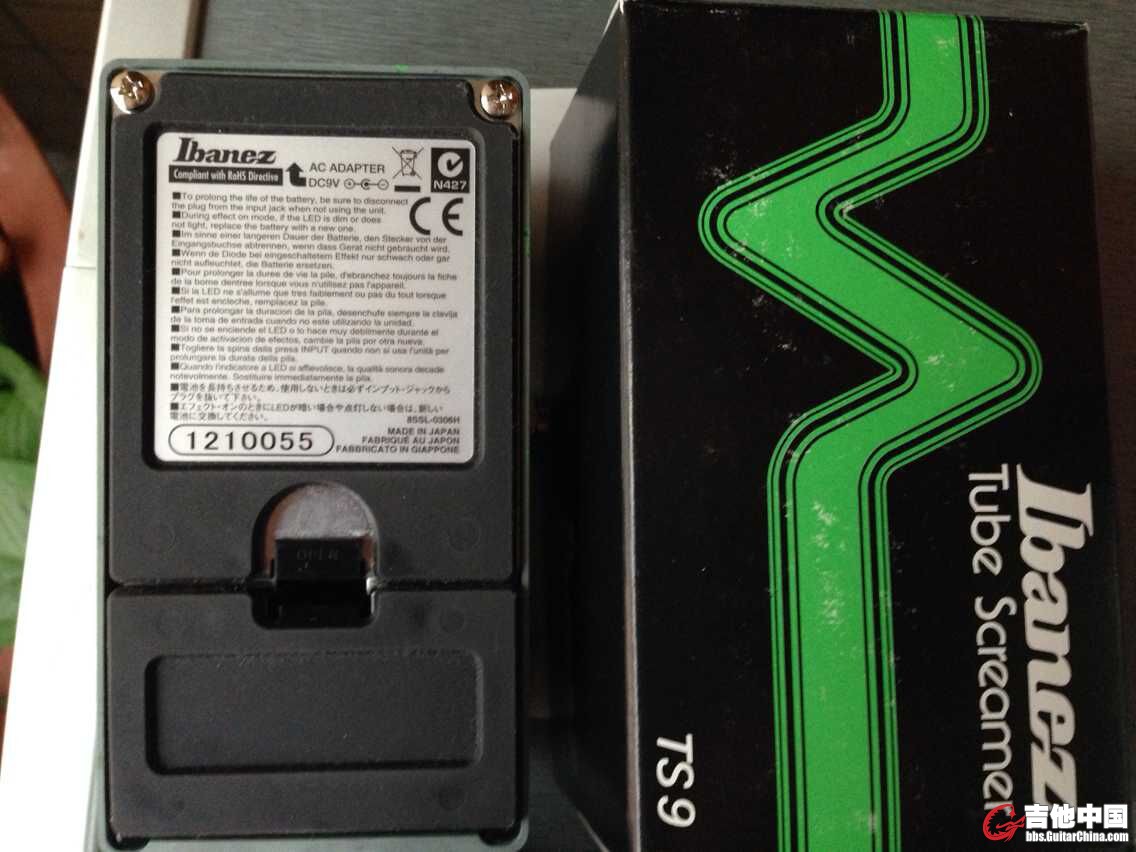 Ibanez
Compliant with RoHS Directive
AC ADAPTER
DC9V
N427
CE
■To prolong the life of the battery, be sure to disconnect
the plug from the input jack when not using the unit.
■During effect on mode, if the LED is dim or does
not light, replace the battery with a new one.
■Im sinne einer langeren Dauer der Batterie, den Stecker von der
Eingangbuchse abtrennen, wenn dass Gerat nicht gebraucht wird.
■Wenn de Diode bei eingeschaltetem Effekt nur schwach oder gar
nicht aufleuchtet, die Batterie ersetzen.
■Pour prolonger la duree de vie la pile, d'ebranchez toujours la fiche
de la borne dentree lorsque vous n'utilisez pas l'appareil.
■Si la LED ne s'allume que tres faiblement ou pas du tout lorsque
l'effet est encleche, remplacez la pile.
■Para prolongar la duracion de la pila, desenchufe siempre la clavija
de la toma de entrada cuando no este utilizando la unidad.
■Si no se enciende el LED o lo hace muy debilmente durante el
modo de activacion de efectos, cambie la pila por otra nueva.
■Togliere la spina dalla presa INPUT quando non si usa l'unità per
prolungare la durata della pila.
■Quando l'indicatore a LED si affievolisce, la qualità sonora decade
notevolmente. Sostituire immediatamente la pila.
■電池を長持ちさせるため、使用しないときは必ずインプット・ジャックから
プラグを抜いて下さい。
■エフェクト・オンのときにLEDが暗い場合や点灯しない場合は、新しい
電池に交換してください。
8SSL-0306H
1210055
MADE IN JAPAN
FABRIQUÉ AU JAPON
FABBRICATO IN GIAPPONE
OPEN
Ibanez
Tube Screamer
TS9
吉他中国
bbs.GuitarChina.com